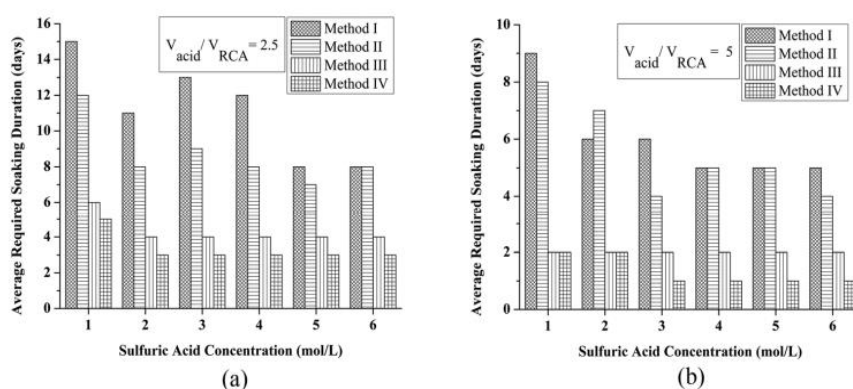 V_acid / V_RCA = 2.5
Method I
Method II
Method III
Method IV
Average Required Soaking Duration (days)
16
14
12
10
8
6
4
2
0
1 2 3 4 5 6
Sulfuric Acid Concentration (mol/L)
(a)
V_acid / V_RCA = 5
Method I
Method II
Method III
Method IV
Average Required Soaking Duration (days)
10
8
6
4
2
0
1 2 3 4 5 6
Sulfuric Acid Concentration (mol/L)
(b)